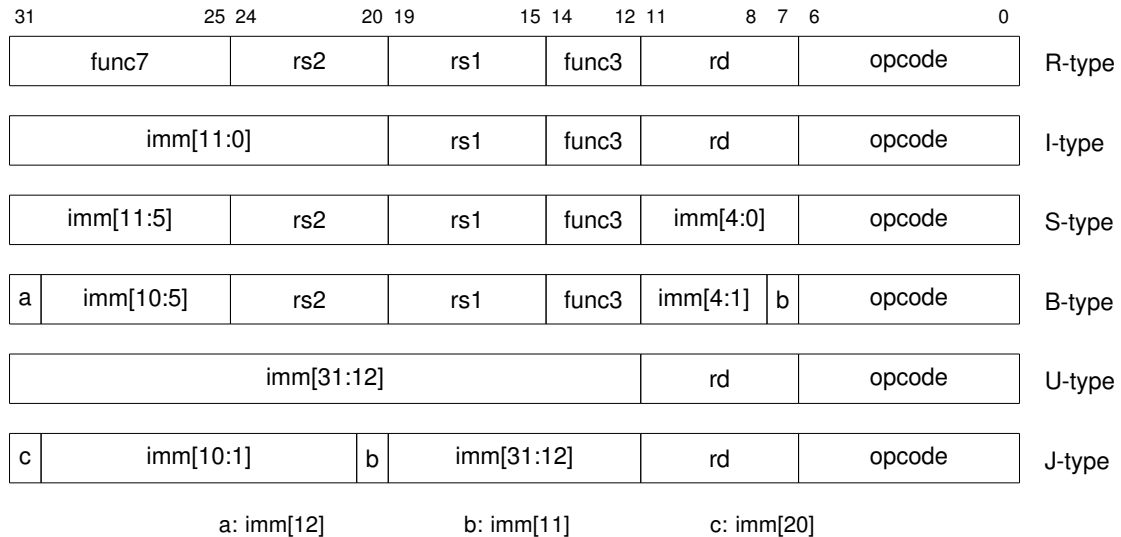 31 25 24 20 19 15 14 12 11 8 7 6 0
func7 rs2 rs1 func3 rd opcode R-type
imm[11:0] rs1 func3 rd opcode I-type
imm[11:5] rs2 rs1 func3 imm[4:0] opcode S-type
a imm[10:5] rs2 rs1 func3 imm[4:1] b opcode B-type
imm[31:12] rd opcode U-type
c imm[10:1] b imm[31:12] rd opcode J-type
a: imm[12] b: imm[11] c: imm[20]